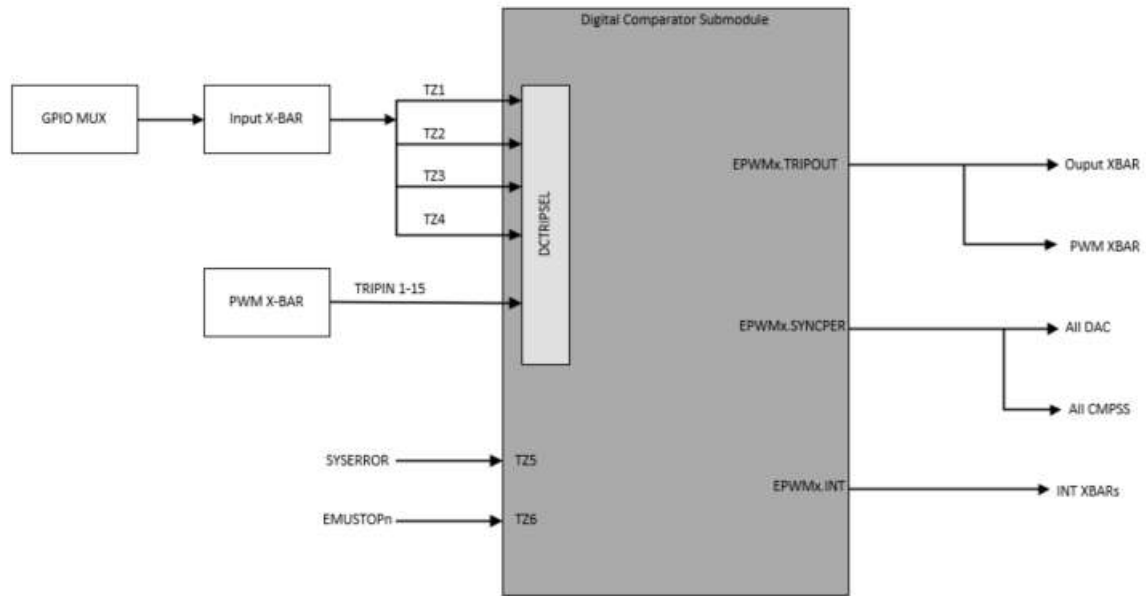 Digital Comparator Submodule
GPIO MUX
Input X-BAR
TZ1
TZ2
TZ3
TZ4
DCTRIPSEL
PWM X-BAR
TRIPIN 1-15
SYSERROR
TZ5
EMUSTOPn
TZ6
EPWMx.TRIPOUT
Ouput XBAR
PWM XBAR
EPWMx.SYNCPER
All DAC
All CMPSS
EPWMx.INT
INT XBARs